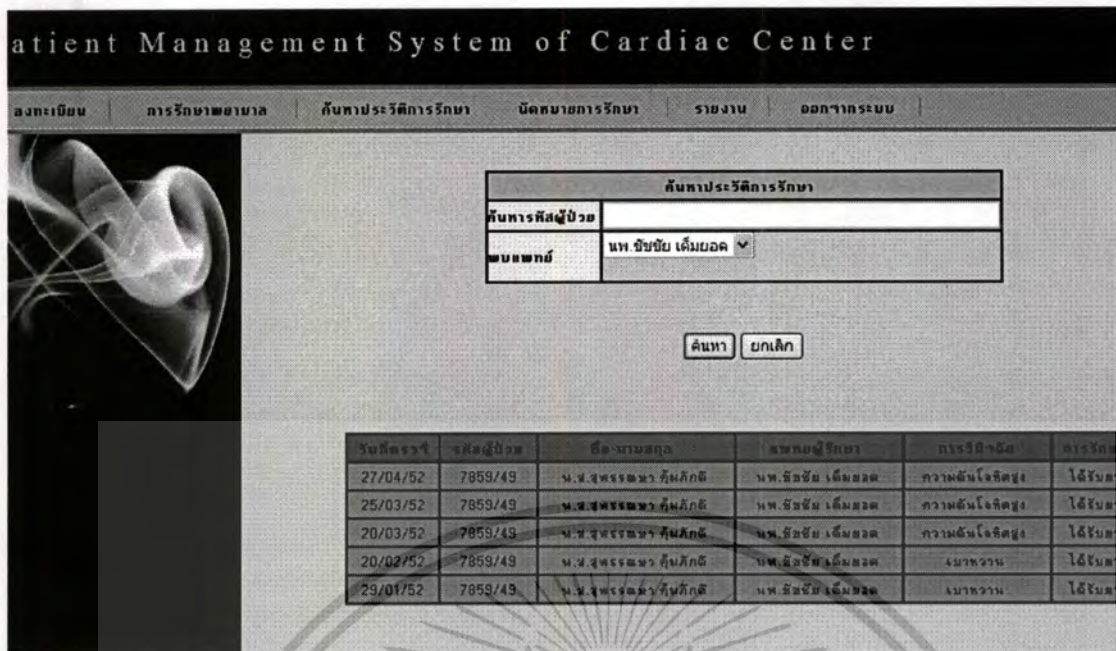 atient Management System of Cardiac Center
ลงทะเบียน การรักษาพยาบาล ค้นหาประวัติการรักษา นัดหมายการรักษา รายงาน ออกจากระบบ
ค้นหาประวัติการรักษา
ค้นหารหัสผู้ป่วย
พบแพทย์ นพ.ชัชชัย เต็มยอด
ค้นหา ยกเลิก
วันที่ตรวจ รหัสผู้ป่วย ชื่อ-นามสกุล แพทย์ผู้รักษา การวินิจฉัย การรักษ
27/04/52 7859/49 น.ส.สุพรรณษา คุ้มภักดี นพ.ชัชชัย เต็มยอด ความดันโลหิตสูง ได้รับย
25/03/52 7859/49 น.ส.สุพรรณษา คุ้มภักดี นพ.ชัชชัย เต็มยอด ความดันโลหิตสูง ได้รับย
20/03/52 7859/49 น.ส.สุพรรณษา คุ้มภักดี นพ.ชัชชัย เต็มยอด ความดันโลหิตสูง ได้รับย
20/02/52 7859/49 น.ส.สุพรรณษา คุ้มภักดี นพ.ชัชชัย เต็มยอด เบาหวาน ได้รับย
29/01/52 7859/49 น.ส.สุพรรณษา คุ้มภักดี นพ.ชัชชัย เต็มยอด เบาหวาน ได้รับย